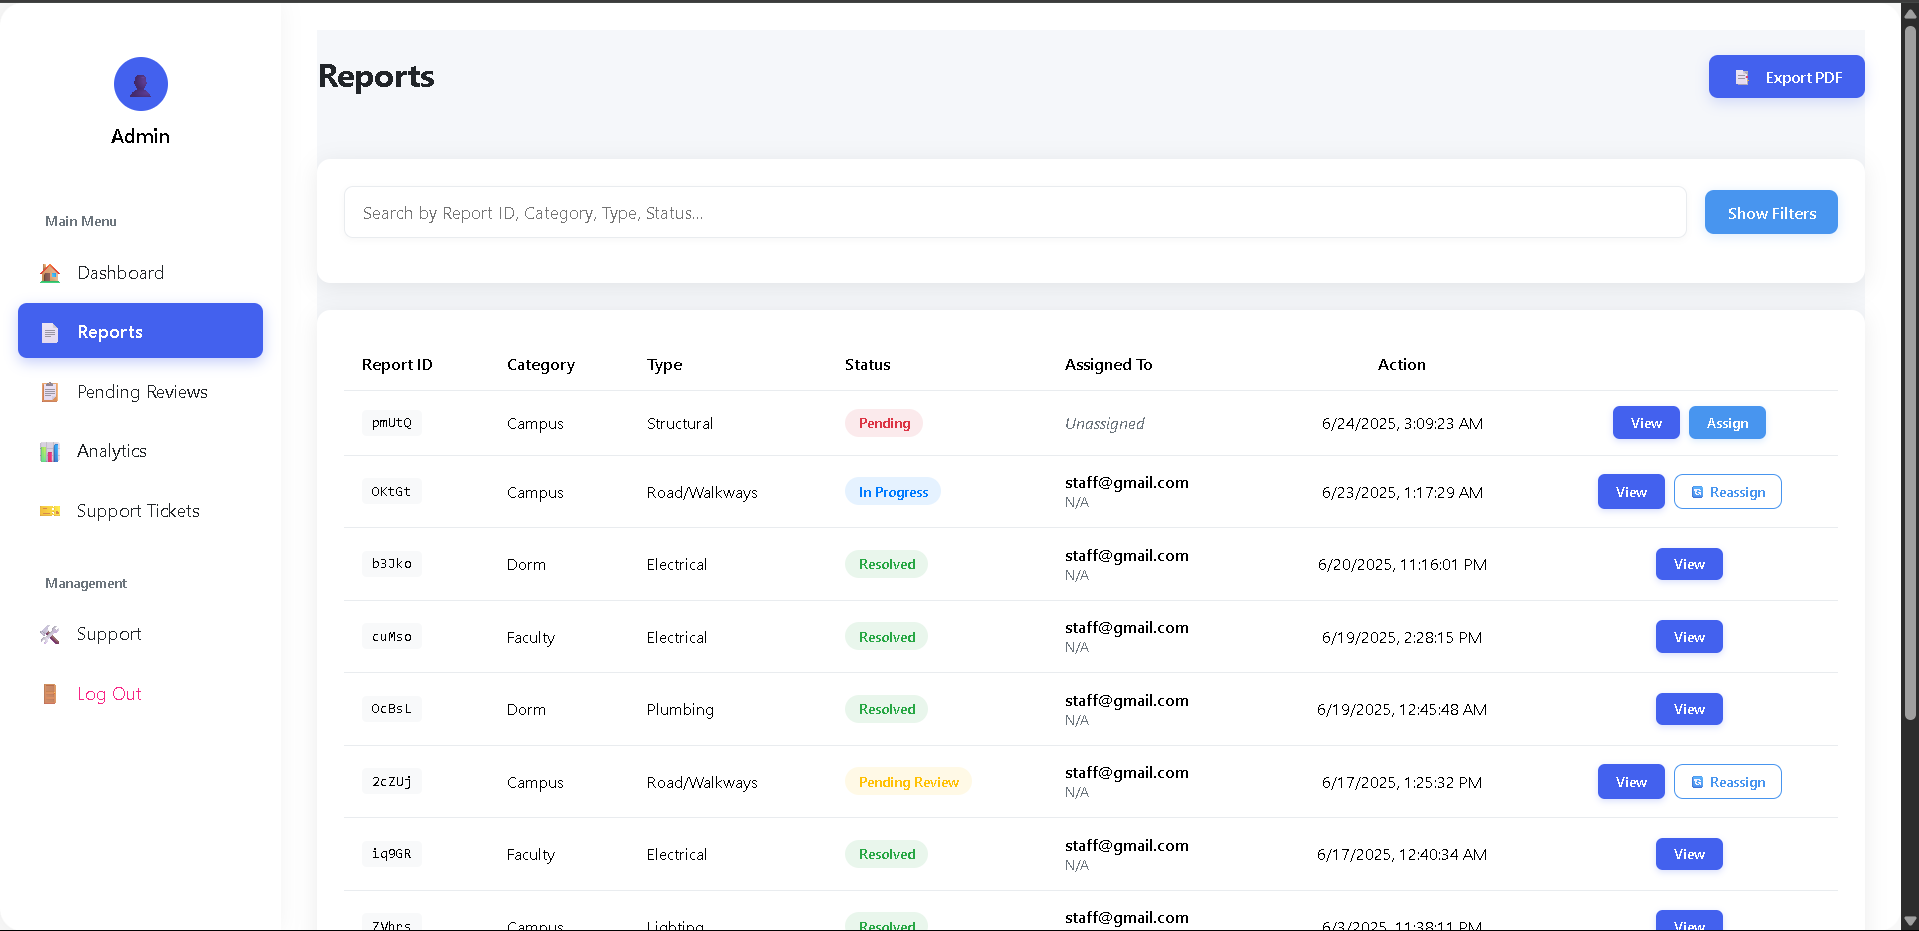 Admin
Main Menu
Dashboard
Reports
Pending Reviews
Analytics
Support Tickets
Management
Support
Log Out
Reports
Export PDF
Search by Report ID, Category, Type, Status...
Show Filters
Report ID Category Type Status Assigned To Action
pmUtQ Campus Structural Pending Unassigned 6/24/2025, 3:09:23 AM View Assign
OKtGt Campus Road/Walkways In Progress staff@gmail.com 6/23/2025, 1:17:29 AM View Reassign
N/A
b3Jko Dorm Electrical Resolved staff@gmail.com 6/20/2025, 11:16:01 PM View
N/A
cuMso Faculty Electrical Resolved staff@gmail.com 6/19/2025, 2:28:15 PM View
N/A
OcBsL Dorm Plumbing Resolved staff@gmail.com 6/19/2025, 12:45:48 AM View
N/A
2cZUj Campus Road/Walkways Pending Review staff@gmail.com 6/17/2025, 1:25:32 PM View Reassign
N/A
iq9GR Faculty Electrical Resolved staff@gmail.com 6/17/2025, 12:40:34 AM View
N/A
Campus Lighting Resolved staff@gmail.com 6/3/2025, 11:38:11 PM View